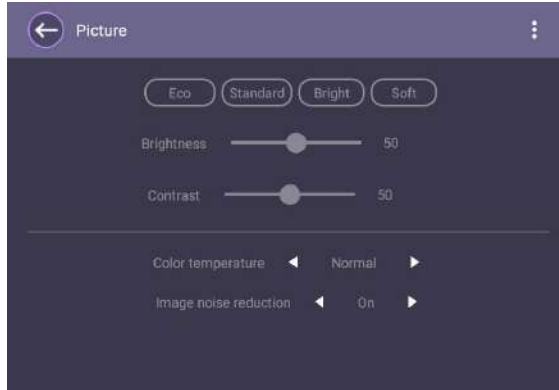 Picture
Eco Standard Bright Soft
Brightness 50
Contrast 50
Color temperature Normal
Image noise reduction On